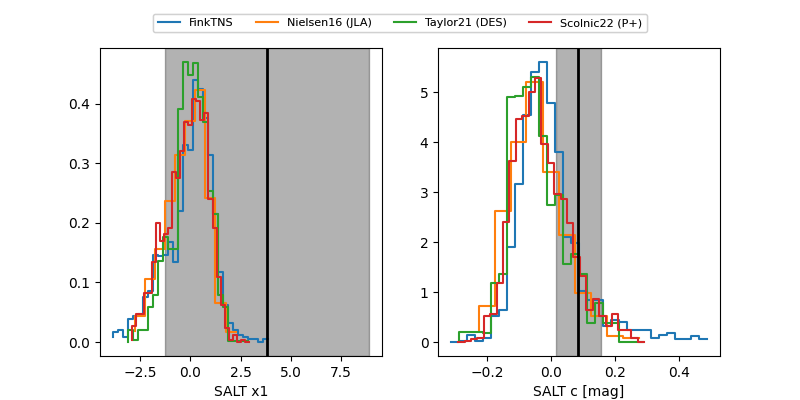 FinkTNS Nielsen16 (JLA) Taylor21 (DES) Scolnic22 (P+)
0.4
0.3
0.2
0.1
0.0
−2.5 0.0 2.5 5.0 7.5
SALT x1
5
4
3
2
1
0
−0.2 0.0 0.2 0.4
SALT c [mag]